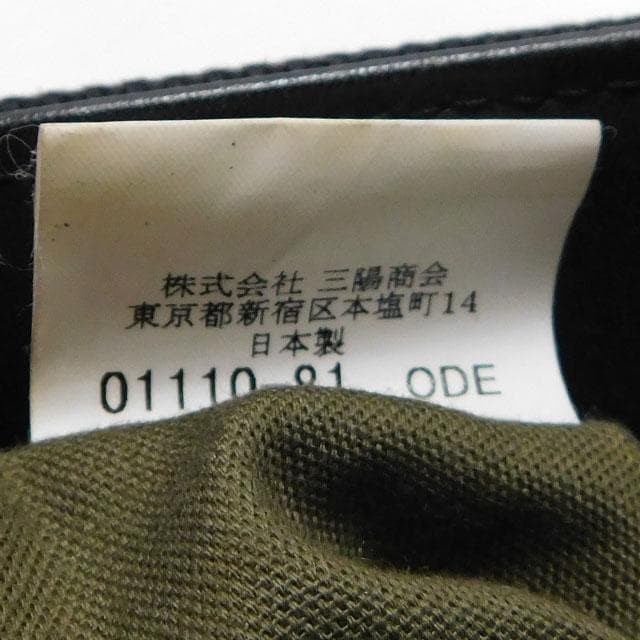 株式会社 三陽商会
東京都新宿区本塩町14
日本製
01110 91 ODE